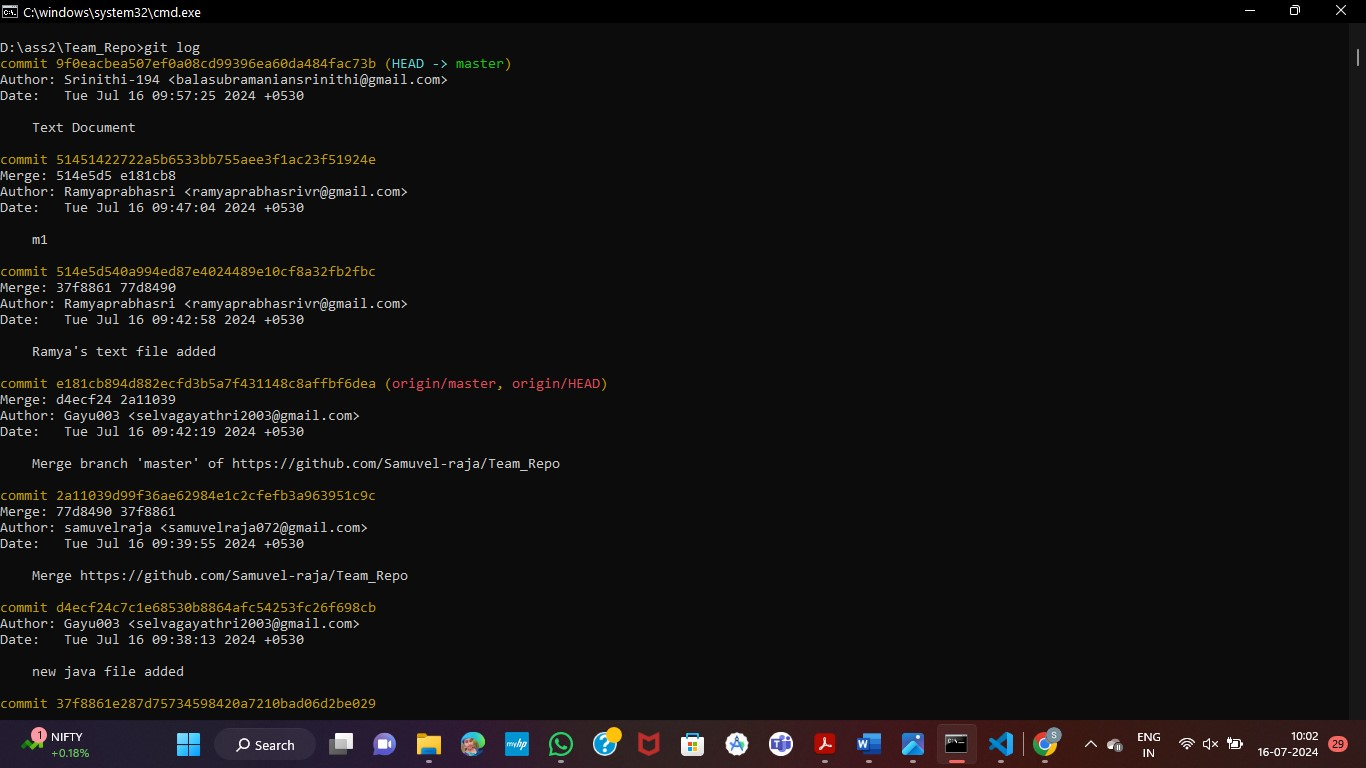 C:\windows\system32\cmd.exe
D:\ass2\Team_Repo>git log
commit 9f0eacbea507ef0a08cd99396ea60da484fac73b (HEAD -> master)
Author: Srinithi-194 <balasubramaniansrinithi@gmail.com>
Date:   Tue Jul 16 09:57:25 2024 +0530
Text Document
commit 51451422722a5b6533bb755aee3f1ac23f51924e
Merge: 514e5d5 e181cb8
Author: Ramyaprabhasri <ramyaprabhasrivr@gmail.com>
Date:   Tue Jul 16 09:47:04 2024 +0530
m1
commit 514e5d540a994ed87e4024489e10cf8a32fb2fbc
Merge: 37f8861 77d8490
Author: Ramyaprabhasri <ramyaprabhasrivr@gmail.com>
Date:   Tue Jul 16 09:42:58 2024 +0530
Ramya's text file added
commit e181cb894d882ecfd3b5a7f431148c8affbf6dea (origin/master, origin/HEAD)
Merge: d4ecf24 2a11039
Author: Gayu003 <selvagayathri2003@gmail.com>
Date:   Tue Jul 16 09:42:19 2024 +0530
Merge branch 'master' of https://github.com/Samuvel-raja/Team_Repo
commit 2a11039d99f36ae62984e1c2cfefb3a963951c9c
Merge: 77d8490 37f8861
Author: samuvelraja <samuvelraja072@gmail.com>
Date:   Tue Jul 16 09:39:55 2024 +0530
Merge https://github.com/Samuvel-raja/Team_Repo
commit d4ecf24c7c1e68530b8864afc54253fc26f698cb
Author: Gayu003 <selvagayathri2003@gmail.com>
Date:   Tue Jul 16 09:38:13 2024 +0530
new java file added
commit 37f8861e287d75734598420a7210bad06d2be029
1
NIFTY
+0.18%
Search
myhp
S
ENG
IN
10:02
16-07-2024
29